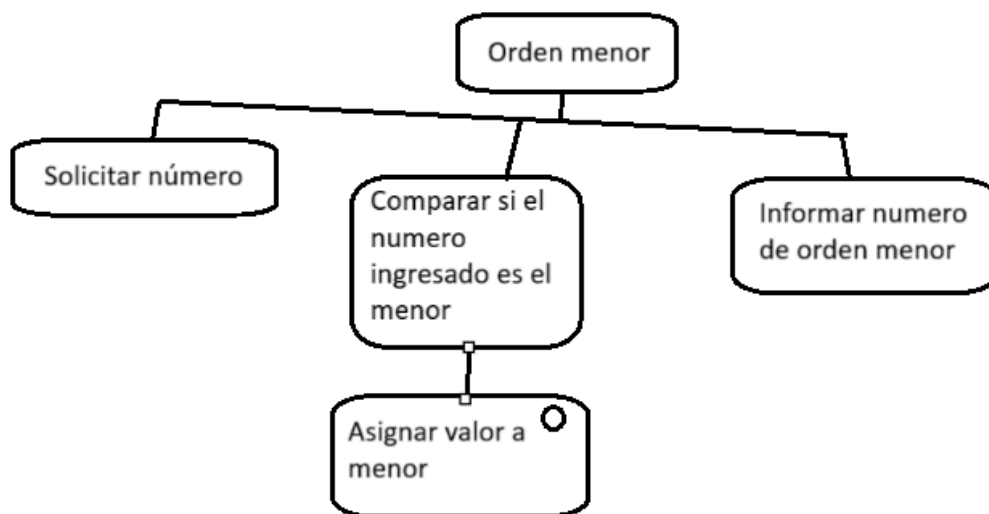 Orden menor
Solicitar número
Comparar si el
numero
ingresado es el
menor
Informar numero
de orden menor
Asignar valor a
menor